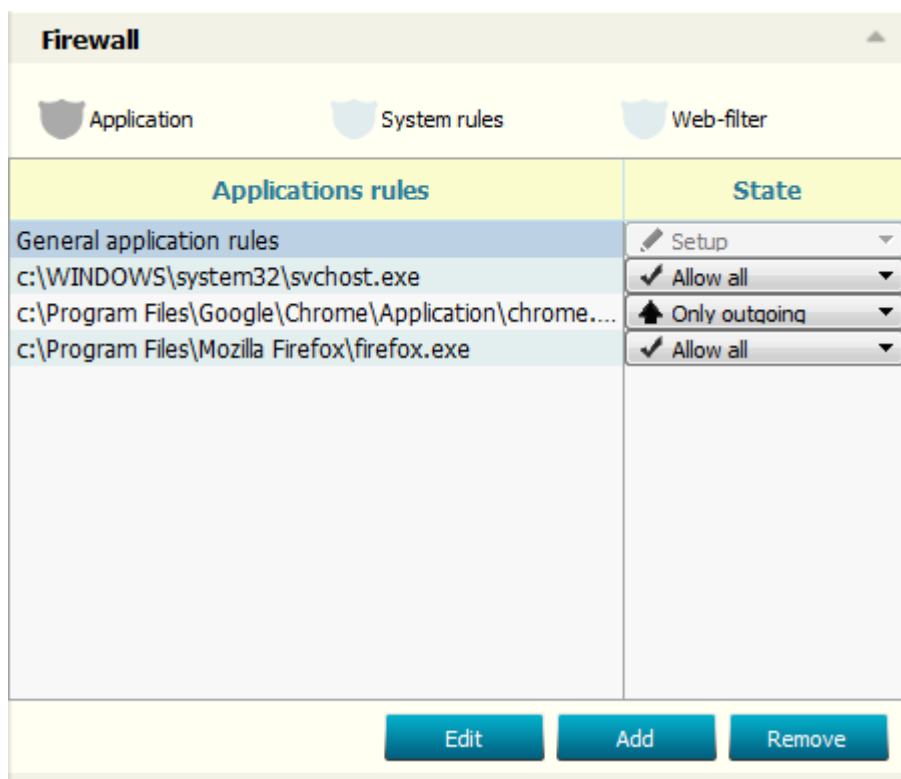 Firewall
Application System rules Web-filter
Applications rules State
General application rules Setup
c:\WINDOWS\system32\svchost.exe Allow all
c:\Program Files\Google\Chrome\Application\chrome.... Only outgoing
c:\Program Files\Mozilla Firefox\firefox.exe Allow all
Edit Add Remove